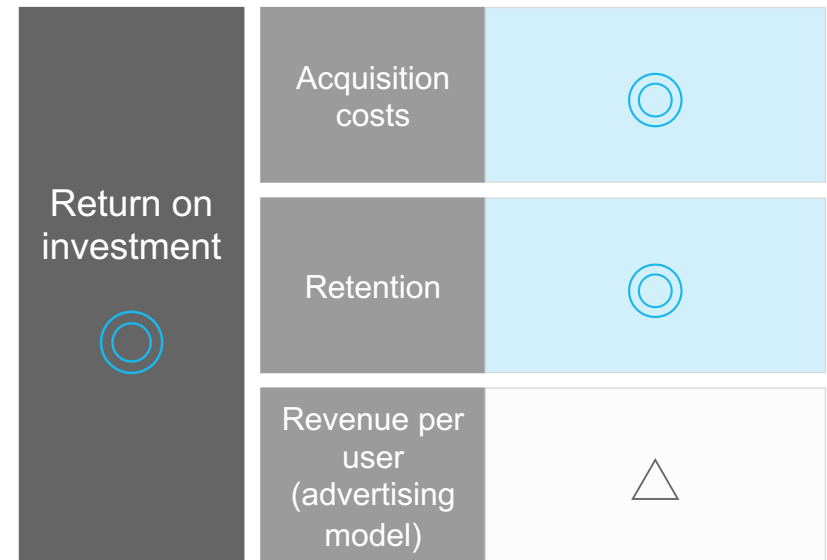 Return on
investment
Acquisition
costs
Retention
Revenue per
user
(advertising
model)